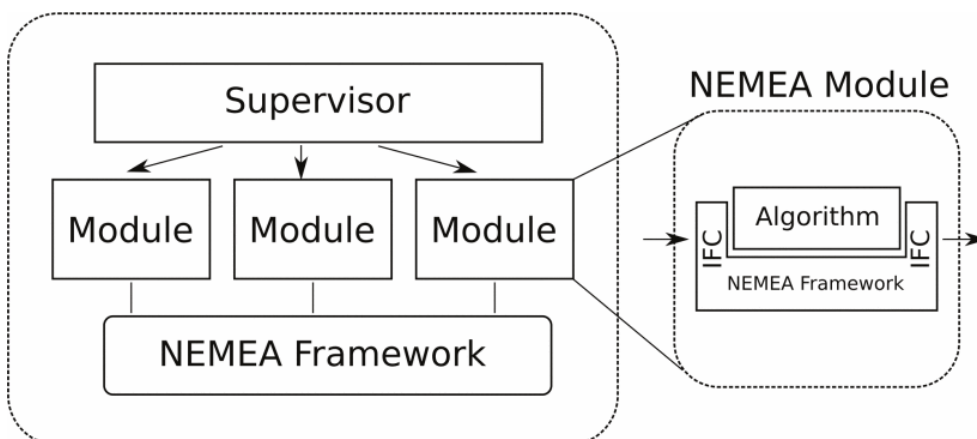 Supervisor
Module
Module
Module
NEMEA Framework
NEMEA Module
Algorithm
IFC
IFC
NEMEA Framework